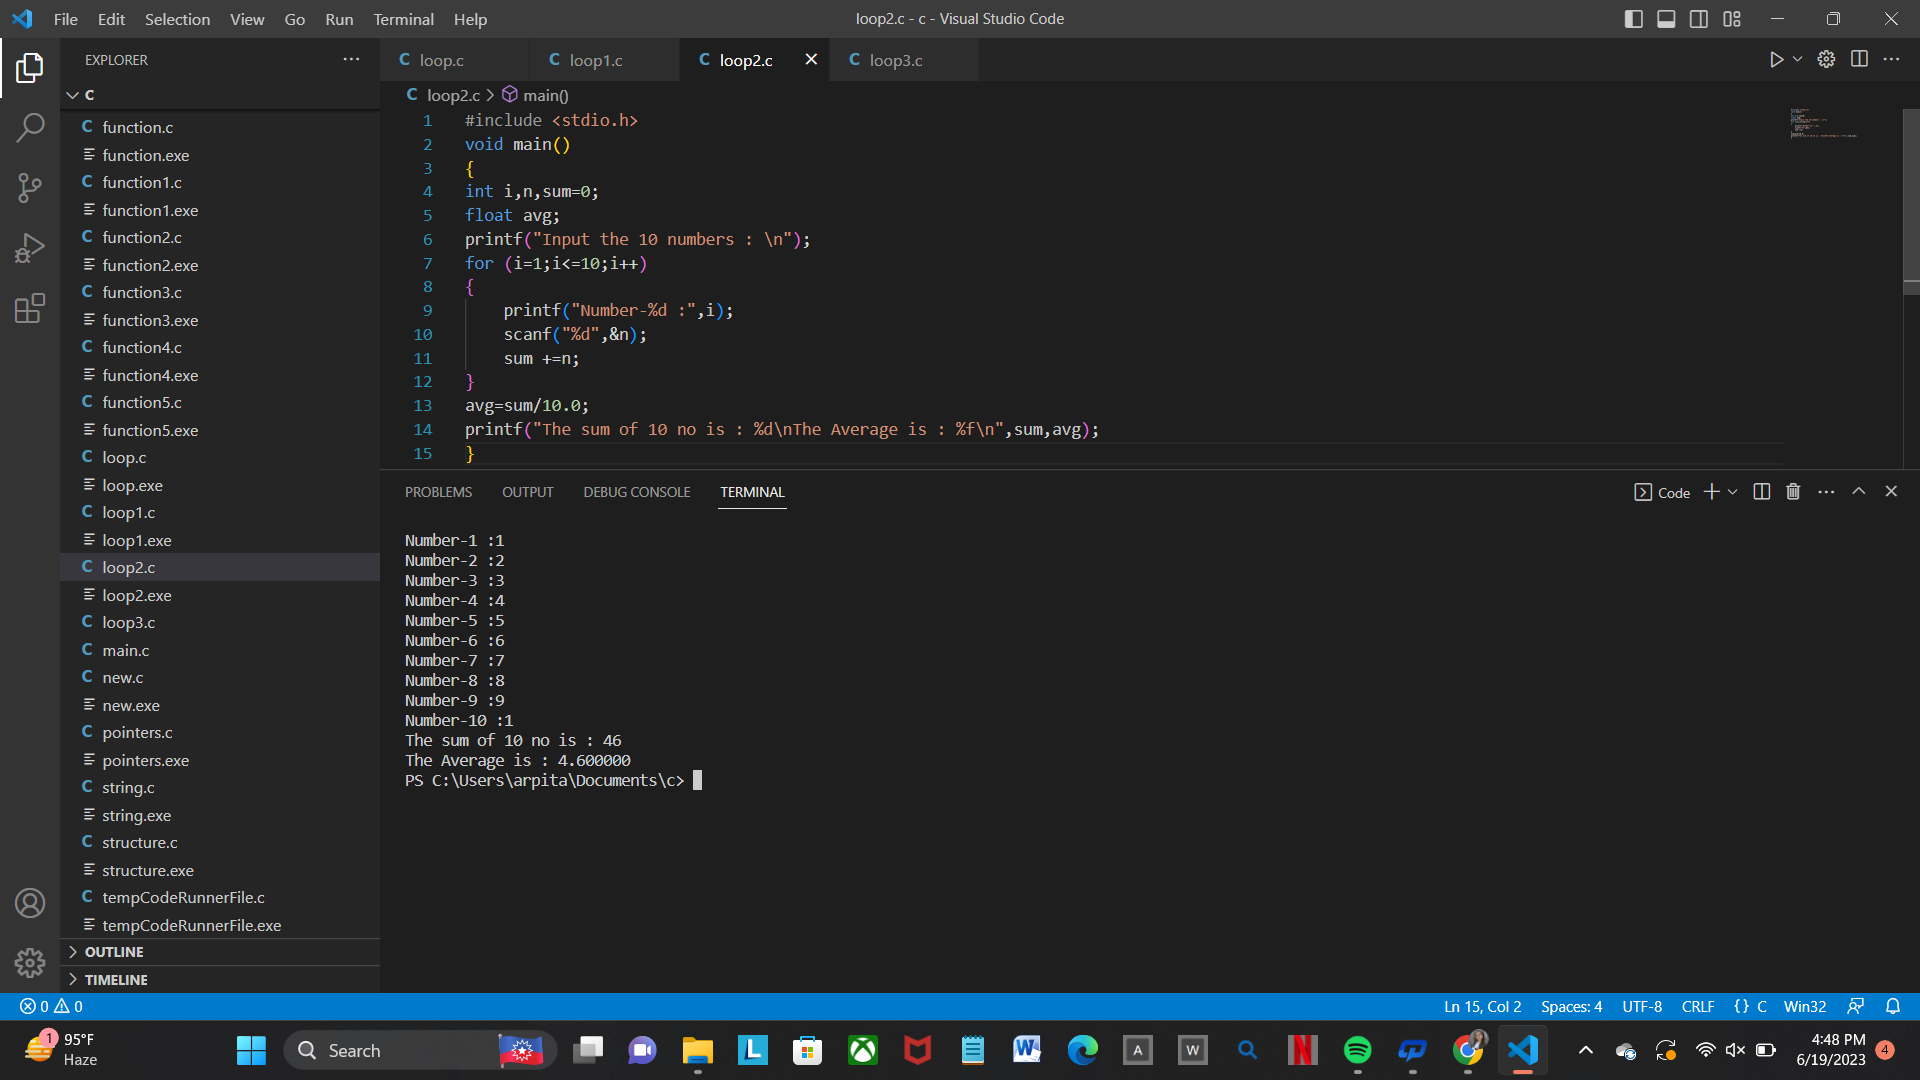 File Edit Selection View Go Run Terminal Help
loop2.c - c - Visual Studio Code
EXPLORER
C
function.c
function.exe
function1.c
function1.exe
function2.c
function2.exe
function3.c
function3.exe
function4.c
function4.exe
function5.c
function5.exe
loop.c
loop.exe
loop1.c
loop1.exe
loop2.c
loop2.exe
loop3.c
main.c
new.c
new.exe
pointers.c
pointers.exe
string.c
string.exe
structure.c
structure.exe
tempCodeRunnerFile.c
tempCodeRunnerFile.exe
OUTLINE
TIMELINE
C loop.c C loop1.c C loop2.c C loop3.c
C loop2.c > main()
1 #include <stdio.h>
2 void main()
3 {
4 int i,n,sum=0;
5 float avg;
6 printf("Input the 10 numbers : \n");
7 for (i=1;i<=10;i++)
8 {
9 printf("Number-%d :",i);
10 scanf("%d",&n);
11 sum +=n;
12 }
13 avg=sum/10.0;
14 printf("The sum of 10 no is : %d\nThe Average is : %f\n",sum,avg);
15 }
PROBLEMS OUTPUT DEBUG CONSOLE TERMINAL
Code
Number-1 :1
Number-2 :2
Number-3 :3
Number-4 :4
Number-5 :5
Number-6 :6
Number-7 :7
Number-8 :8
Number-9 :9
Number-10 :1
The sum of 10 no is : 46
The Average is : 4.600000
PS C:\Users\arpita\Documents\c>
0 0
Ln 15, Col 2 Spaces: 4 UTF-8 CRLF {} C Win32
1
95°F
Haze
Search
L
A
W
4:48 PM
6/19/2023
4